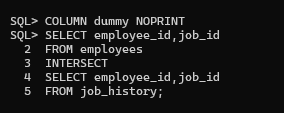 SQL> COLUMN dummy NOPRINT
SQL> SELECT employee_id,job_id
  2  FROM employees
  3  INTERSECT
  4  SELECT employee_id,job_id
  5  FROM job_history;